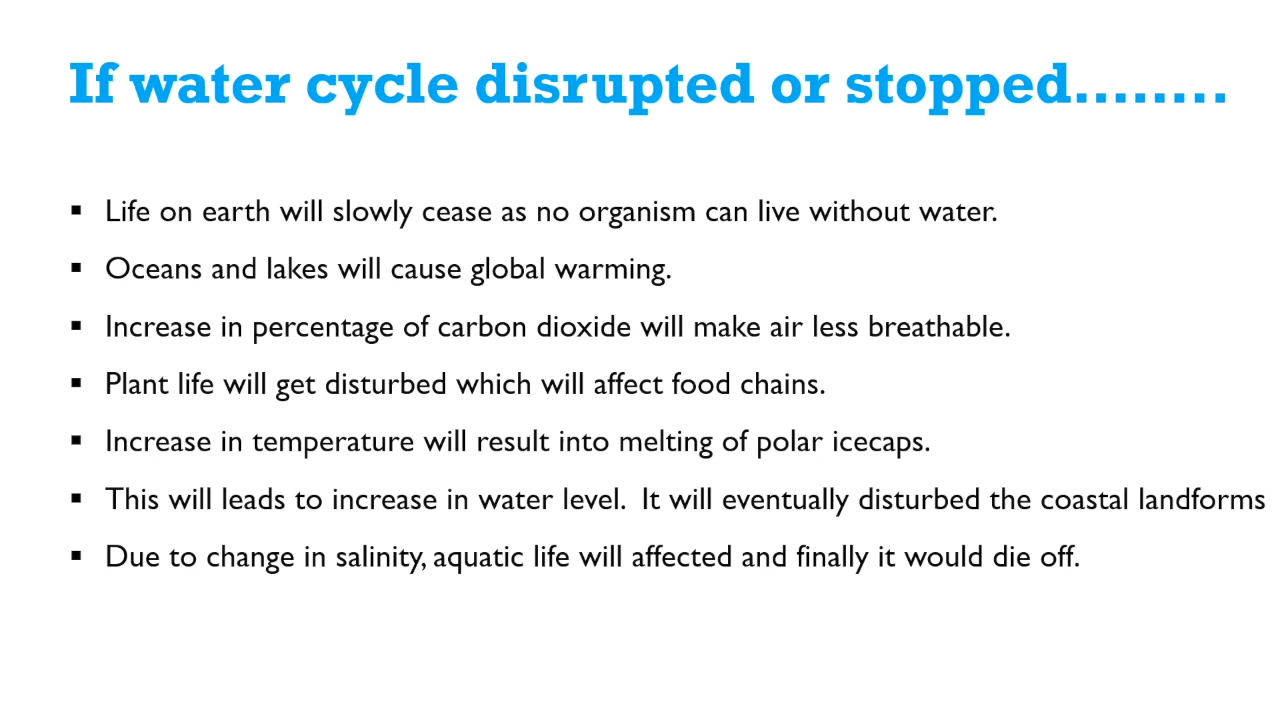 If water cycle disrupted or stopped........
▪ Life on earth will slowly cease as no organism can live without water.
▪ Oceans and lakes will cause global warming.
▪ Increase in percentage of carbon dioxide will make air less breathable.
▪ Plant life will get disturbed which will affect food chains.
▪ Increase in temperature will result into melting of polar icecaps.
▪ This will leads to increase in water level.  It will eventually disturbed the coastal landforms
▪ Due to change in salinity, aquatic life will affected and finally it would die off.